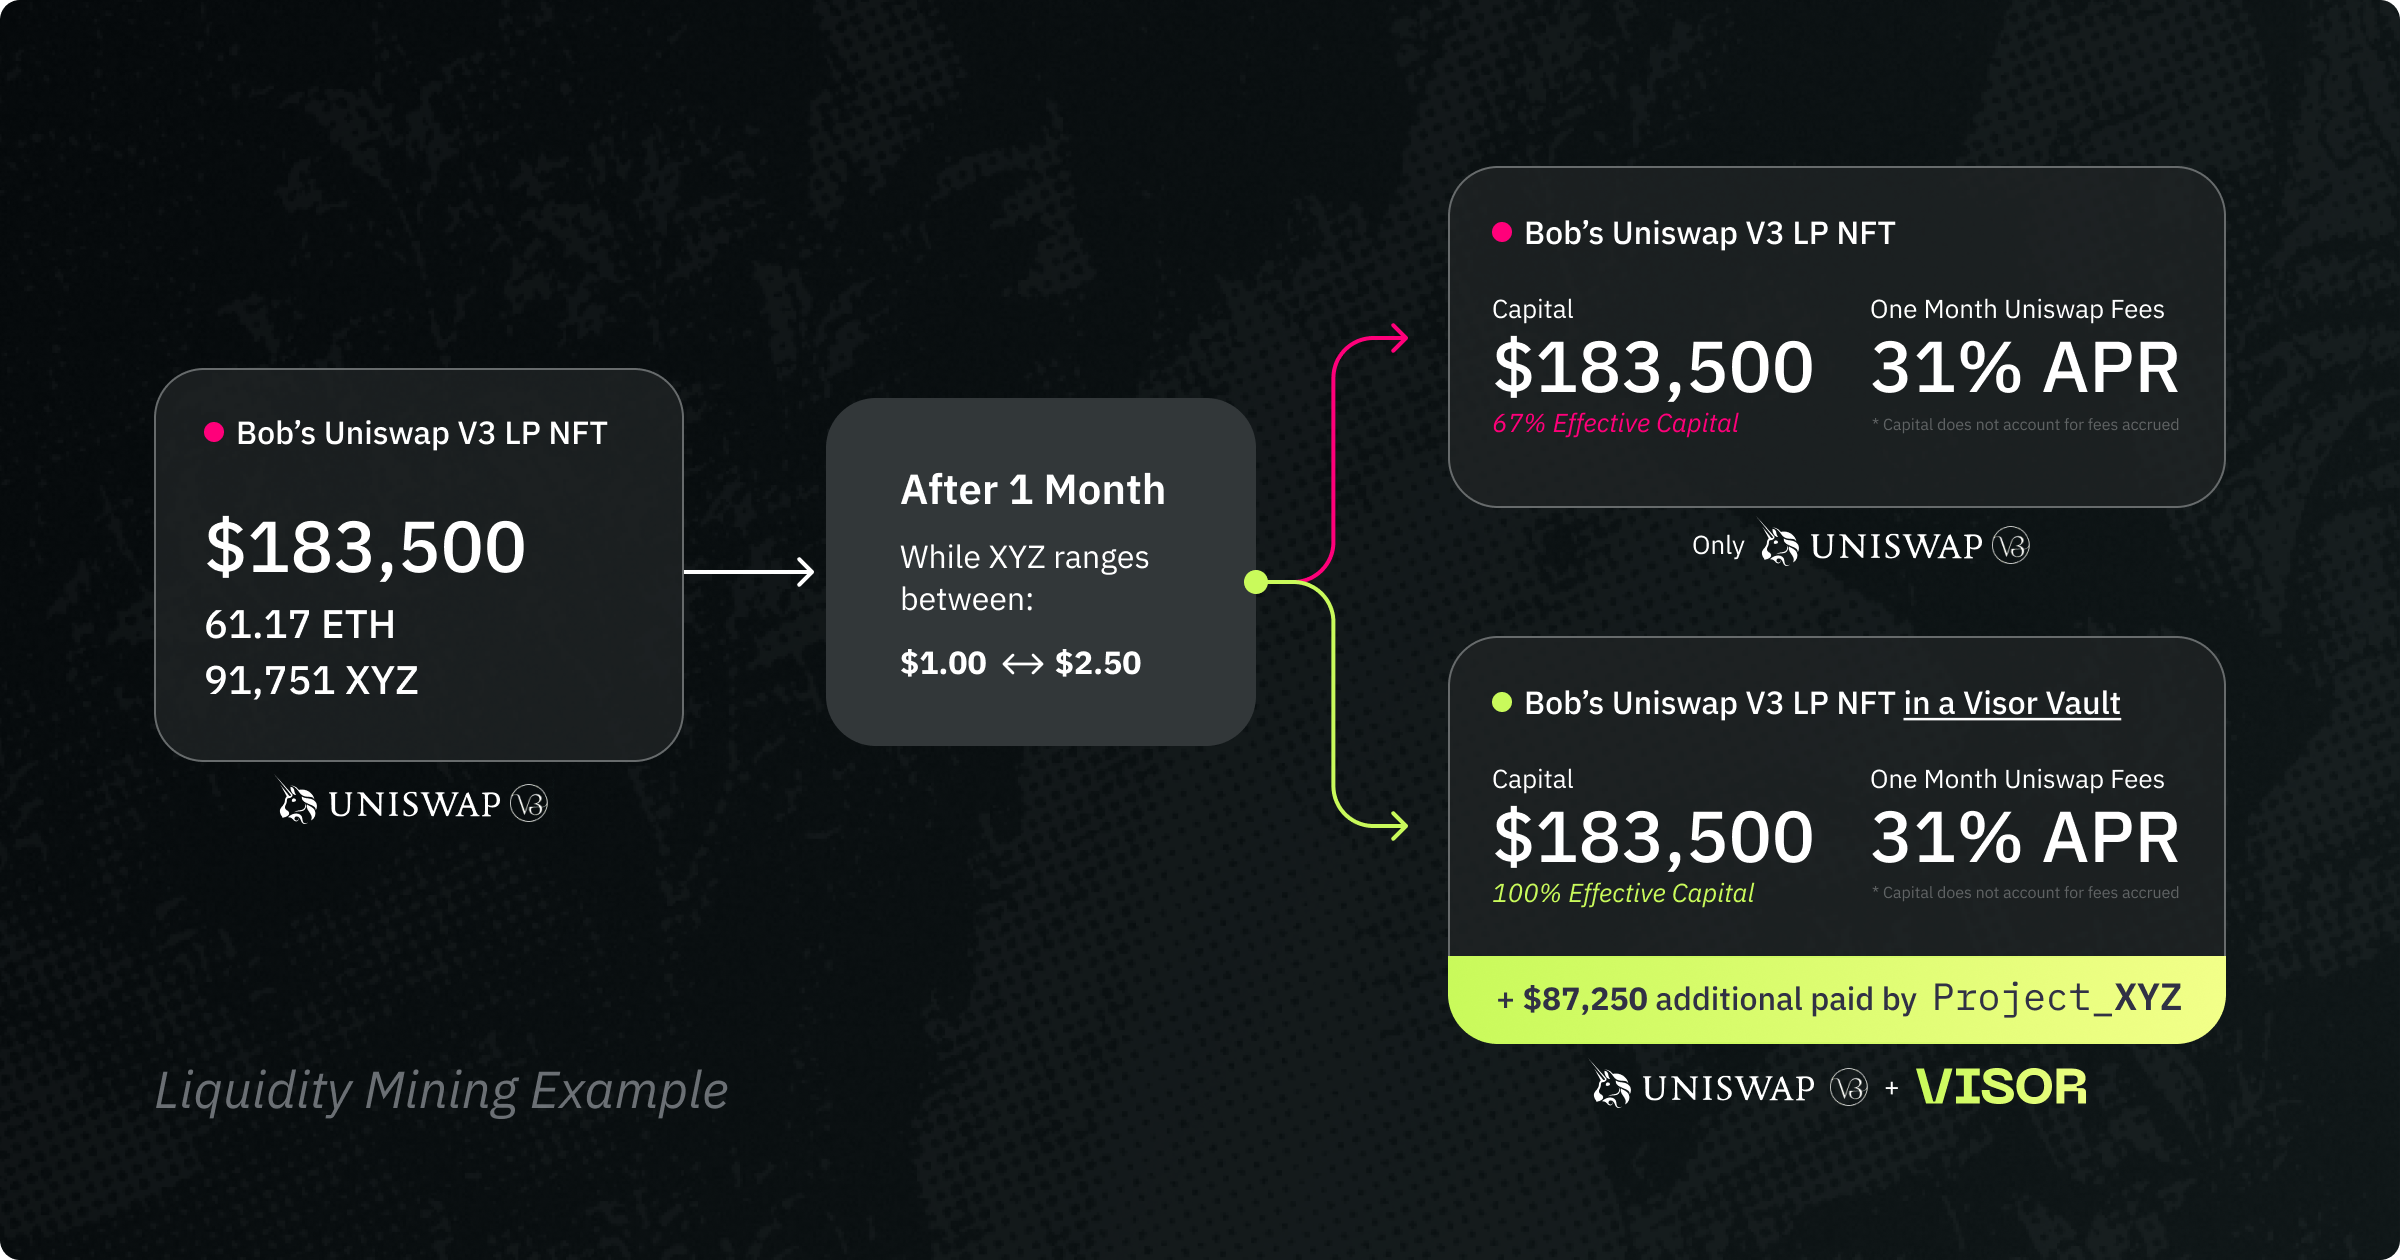 Bob’s Uniswap V3 LP NFT
$183,500
61.17 ETH
91,751 XYZ
UNISWAP V3
After 1 Month
While XYZ ranges
between:
$1.00 ↔ $2.50
Bob’s Uniswap V3 LP NFT
Capital
$183,500
67% Effective Capital
One Month Uniswap Fees
31% APR
* Capital does not account for fees accrued
Only UNISWAP V3
Bob’s Uniswap V3 LP NFT in a Visor Vault
Capital
$183,500
100% Effective Capital
One Month Uniswap Fees
31% APR
* Capital does not account for fees accrued
+ $87,250 additional paid by Project_XYZ
UNISWAP V3 + VISOR
Liquidity Mining Example